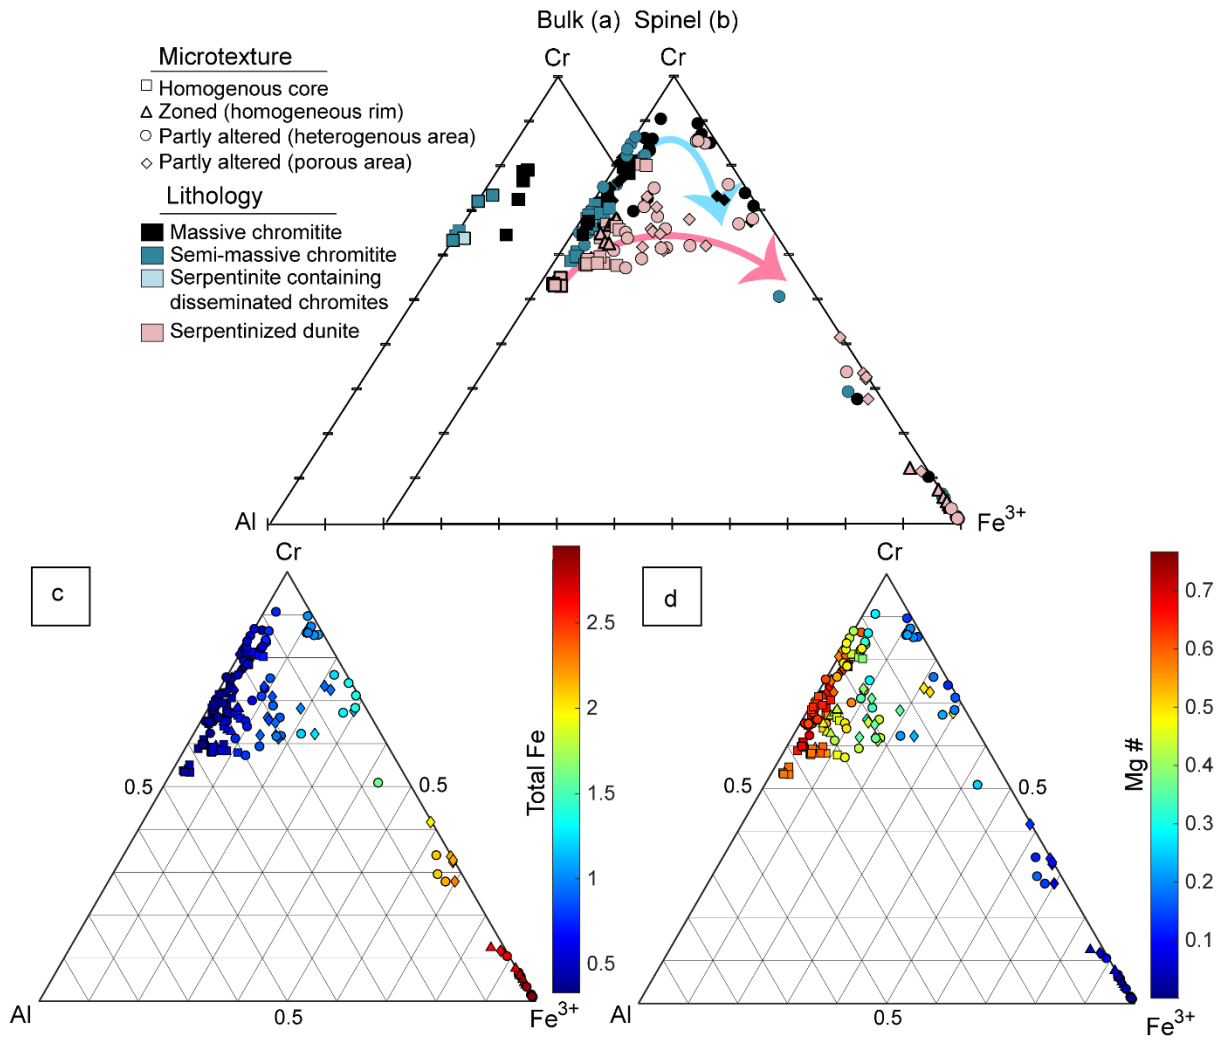 Bulk (a) Spinel (b)
Cr Cr
Microtexture
Homogenous core
Zoned (homogeneous rim)
Partly altered (heterogenous area)
Partly altered (porous area)
Lithology
Massive chromitite
Semi-massive chromitite
Serpentinite containing
disseminated chromites
Serpentinized dunite
Al Fe3+
c
Cr
0.5 0.5
Al 0.5 Fe3+
2.5
2
1.5
1
0.5
Total Fe
d
Cr
0.5 0.5
Al 0.5 Fe3+
0.7
0.6
0.5
0.4
0.3
0.2
0.1
Mg #